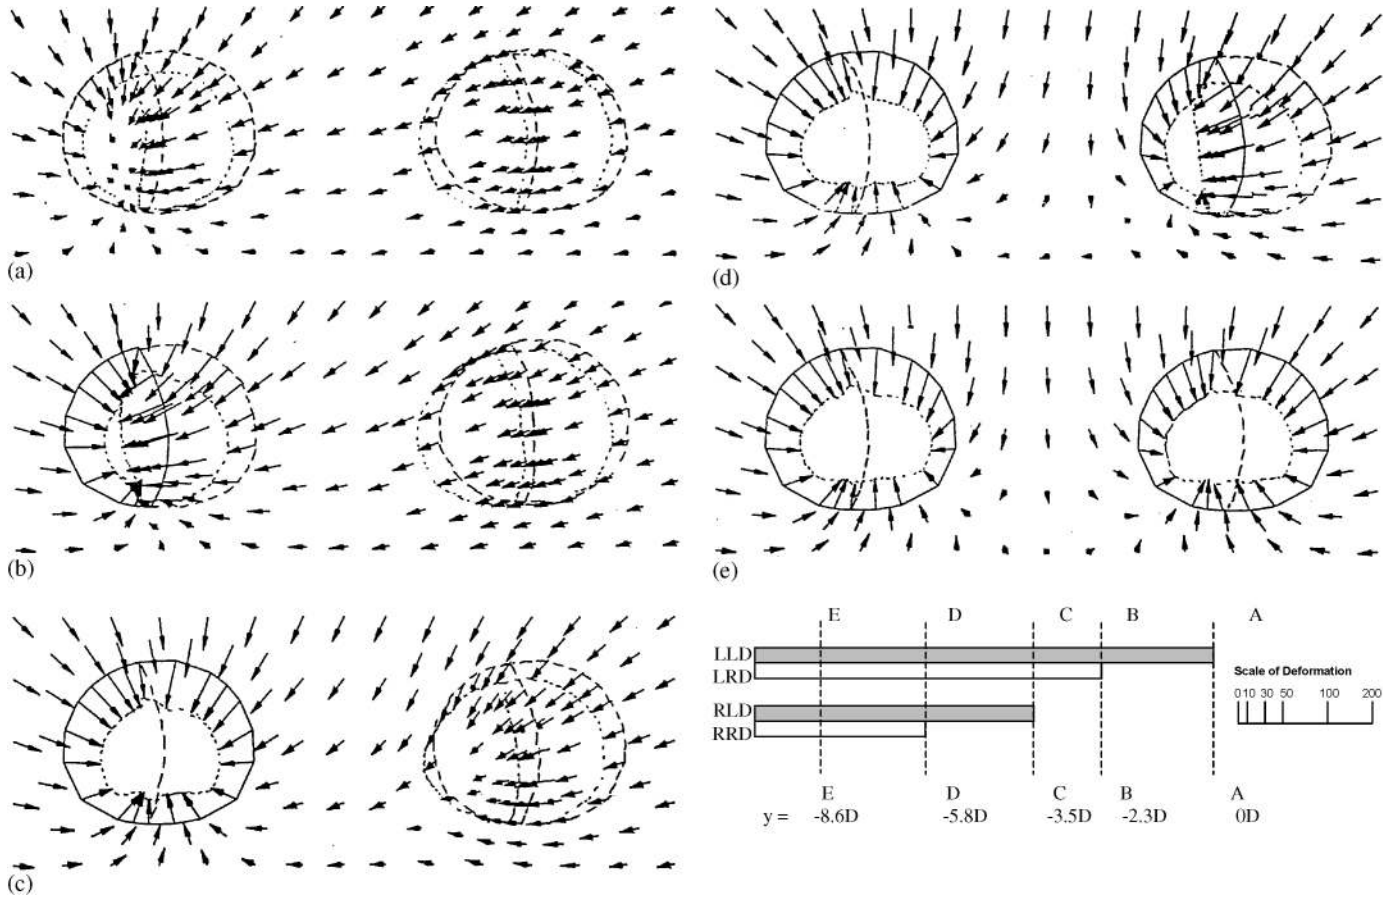 (a)
(b)
(c)
(d)
(e)
E D C B A
LLD
LRD
RLD
RRD
Scale of Deformation
0 10 30 50 100 200
E D C B A
y = -8.6D -5.8D -3.5D -2.3D 0D